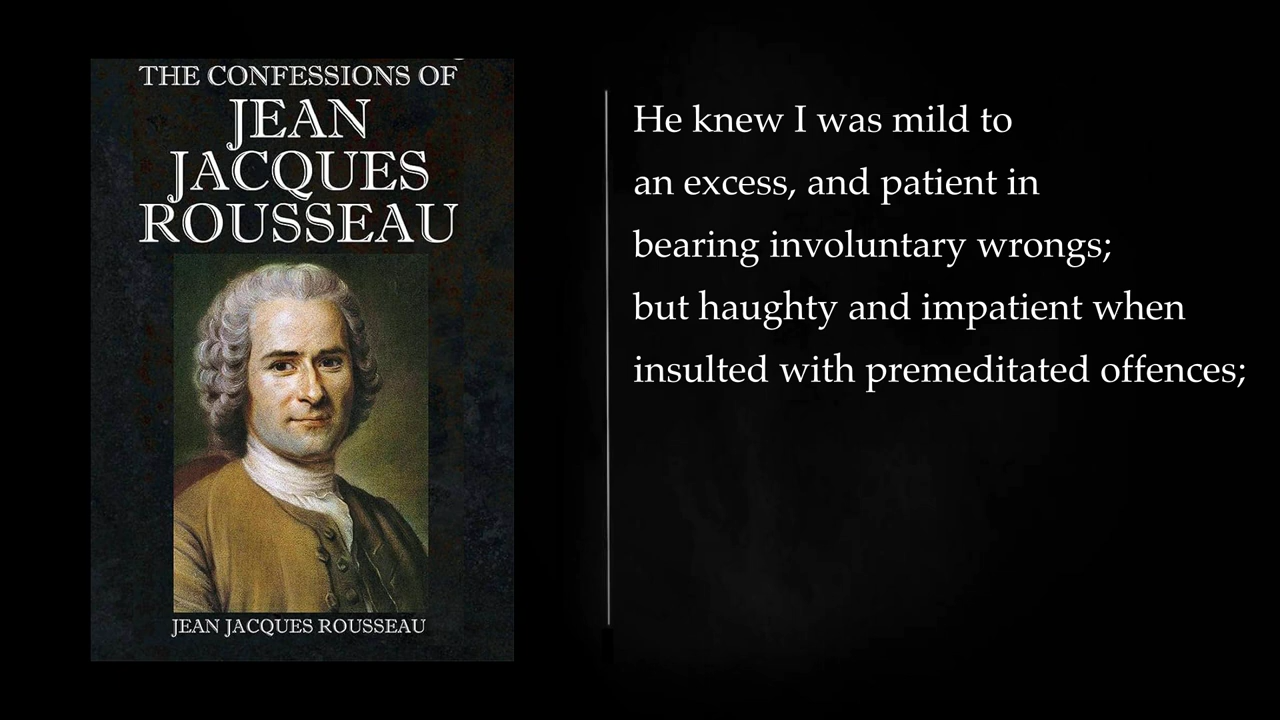 THE CONFESSIONS OF
JEAN
JACQUES
ROUSSEAU
JEAN JACQUES ROUSSEAU
He knew I was mild to
an excess, and patient in
bearing involuntary wrongs;
but haughty and impatient when
insulted with premeditated offences;